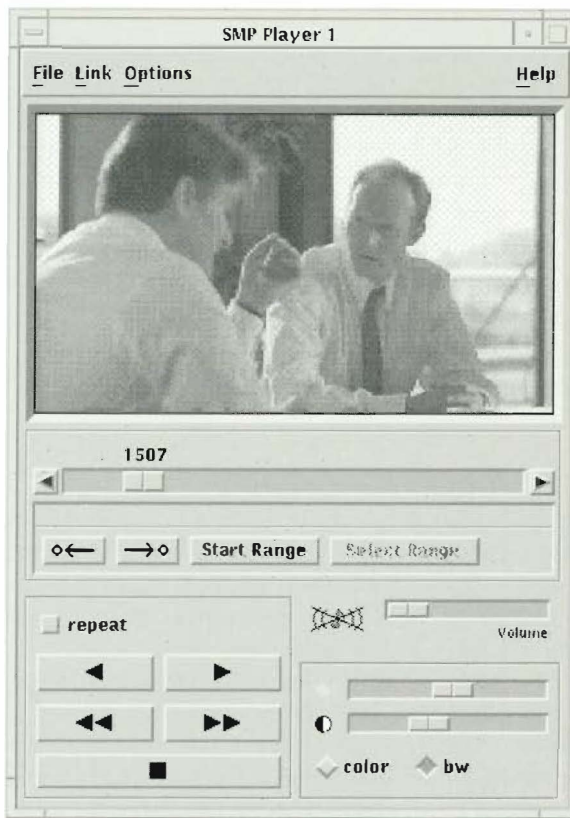 SMP Player 1
File Link Options Help
1507
Start Range Select Range
repeat
Volume
color bw